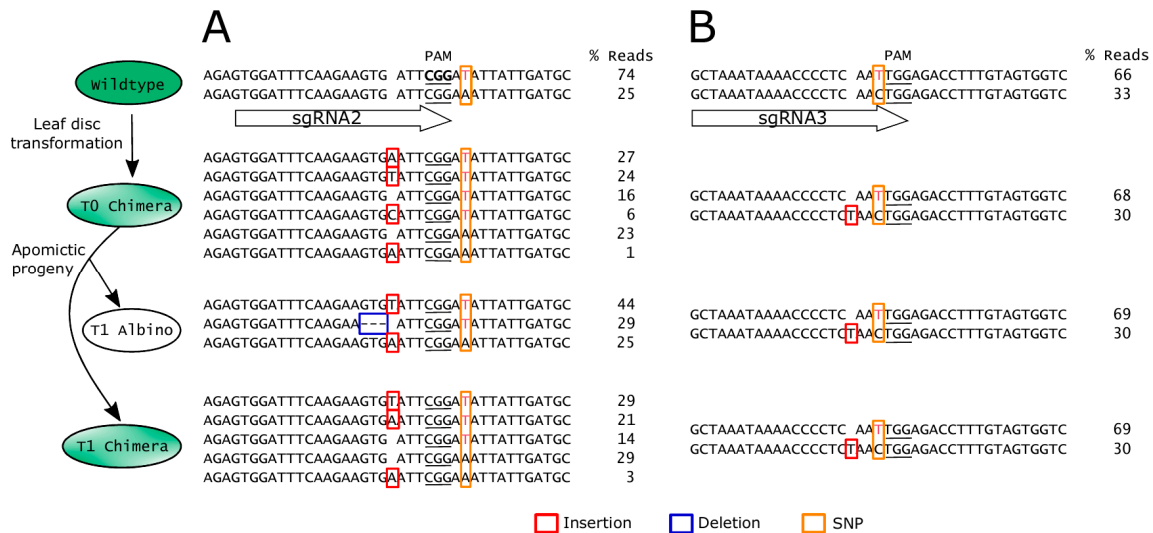 A
B
PAM
% Reads
PAM
% Reads
Wildtype
AGAGTGGATTTCAAGAAGTG ATTCGGATATTATTGATGC 74
AGAGTGGATTTCAAGAAGTG ATTCGGAAATTATTGATGC 25
sgRNA2
GCTAAATAAAACCCCTC AATTGGAGACCTTTGTAGTGGTC 66
GCTAAATAAAACCCCTC AACTGGAGACCTTTGTAGTGGTC 33
sgRNA3
Leaf disc
transformation
T0 Chimera
AGAGTGGATTTCAAGAAGTGAATTCGGATATTATTGATGC 27
AGAGTGGATTTCAAGAAGTGTATTCGGATATTATTGATGC 24
AGAGTGGATTTCAAGAAGTG ATTCGGATATTATTGATGC 16
AGAGTGGATTTCAAGAAGTGCATTCGGATATTATTGATGC 6
AGAGTGGATTTCAAGAAGTG ATTCGGAAATTATTGATGC 23
AGAGTGGATTTCAAGAAGTGAATTCGGAAATTATTGATGC 1
GCTAAATAAAACCCCTC AATTGGAGACCTTTGTAGTGGTC 68
GCTAAATAAAACCCCTCTAACTGGAGACCTTTGTAGTGGTC 30
Apomictic
progeny
T1 Albino
AGAGTGGATTTCAAGAAGTGTATTCGGATATTATTGATGC 44
AGAGTGGATTTCAAGAA--- ATTCGGATATTATTGATGC 29
AGAGTGGATTTCAAGAAGTGAATTCGGAAATTATTGATGC 25
GCTAAATAAAACCCCTC AATTGGAGACCTTTGTAGTGGTC 69
GCTAAATAAAACCCCTCTAACTGGAGACCTTTGTAGTGGTC 30
T1 Chimera
AGAGTGGATTTCAAGAAGTGTATTCGGATATTATTGATGC 29
AGAGTGGATTTCAAGAAGTGAATTCGGATATTATTGATGC 21
AGAGTGGATTTCAAGAAGTG ATTCGGATATTATTGATGC 14
AGAGTGGATTTCAAGAAGTG ATTCGGAAATTATTGATGC 29
AGAGTGGATTTCAAGAAGTGAATTCGGAAATTATTGATGC 3
GCTAAATAAAACCCCTC AATTGGAGACCTTTGTAGTGGTC 69
GCTAAATAAAACCCCTCTAACTGGAGACCTTTGTAGTGGTC 30
Insertion
Deletion
SNP